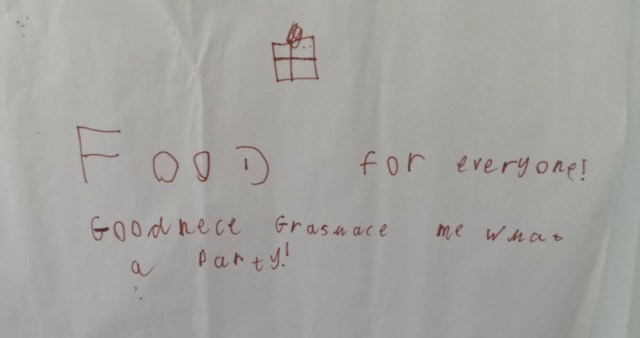 FOOD for everyone!
Goodnece Grasnace me what
a party!